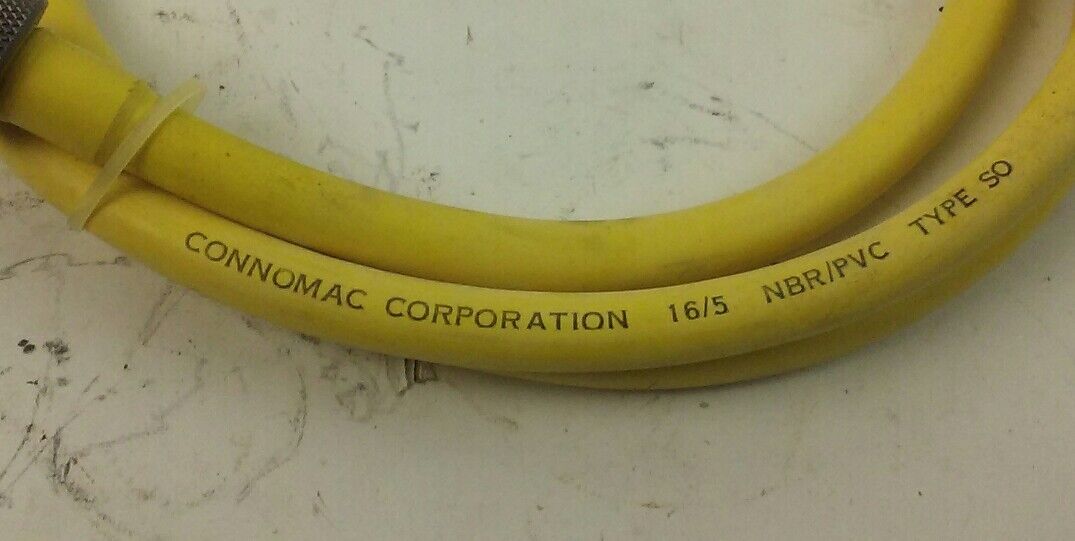 CONNOMAC CORPORATION 16/5 NBR/PVC TYPE SO